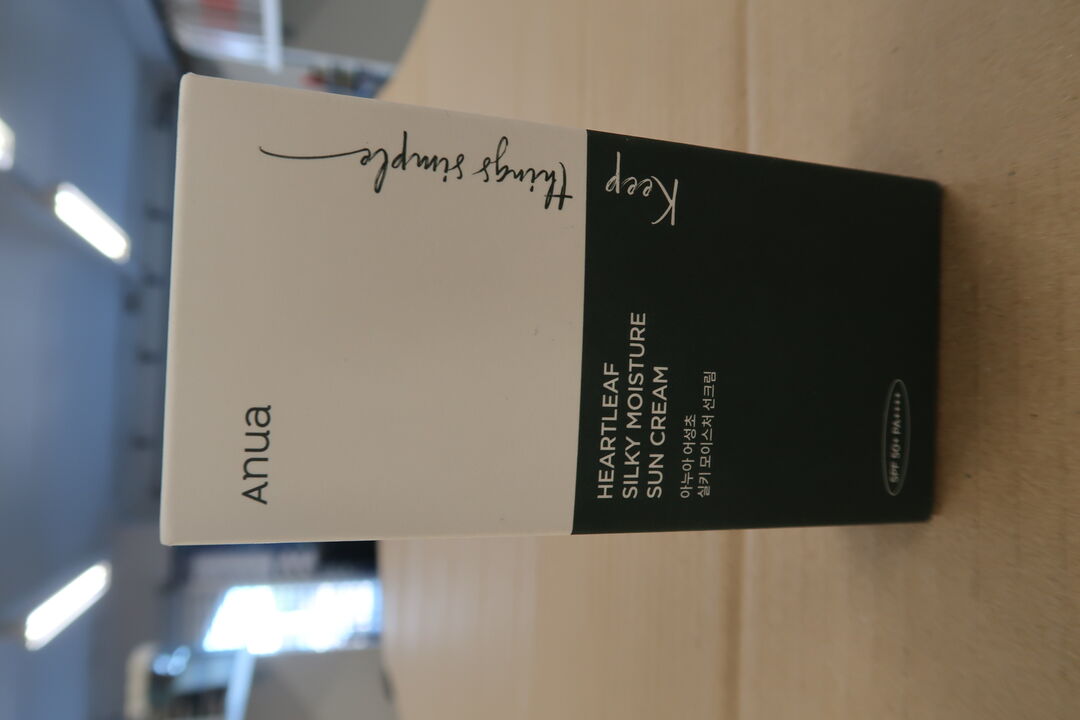 Anua
Keep
things simple
HEARTLEAF
SILKY MOISTURE
SUN CREAM
아누아 어성초
실키 모이스처 선크림
SPF 50+ PA++++